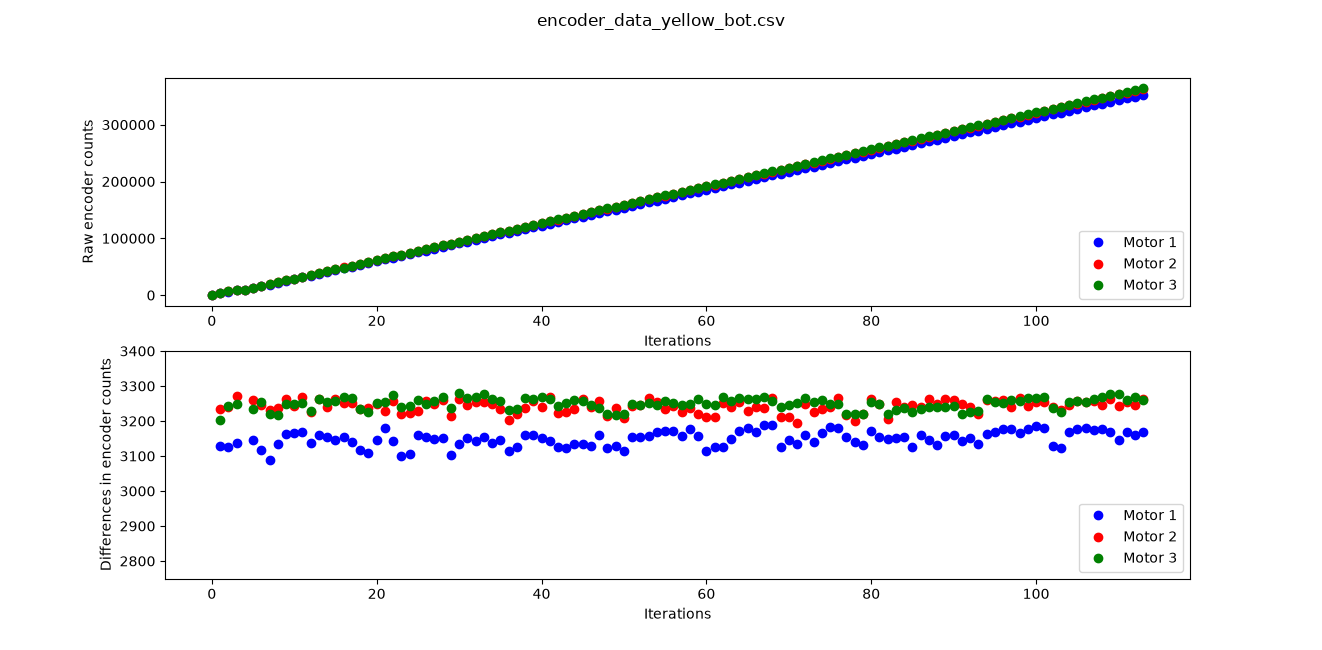 encoder_data_yellow_bot.csv
Raw encoder counts
300000
200000
100000
0
Motor 1
Motor 2
Motor 3
0 20 40 60 80 100
Iterations
Differences in encoder counts
3400
3300
3200
3100
3000
2900
2800
Motor 1
Motor 2
Motor 3
0 20 40 60 80 100
Iterations